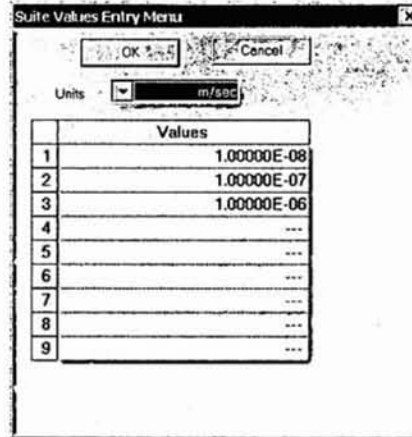 Suite Values Entry Menu
OK Cancel
Units m/sec
Values
1 1.00000E-08
2 1.00000E-07
3 1.00000E-06
4 ---
5 ---
6 ---
7 ---
8 ---
9 ---